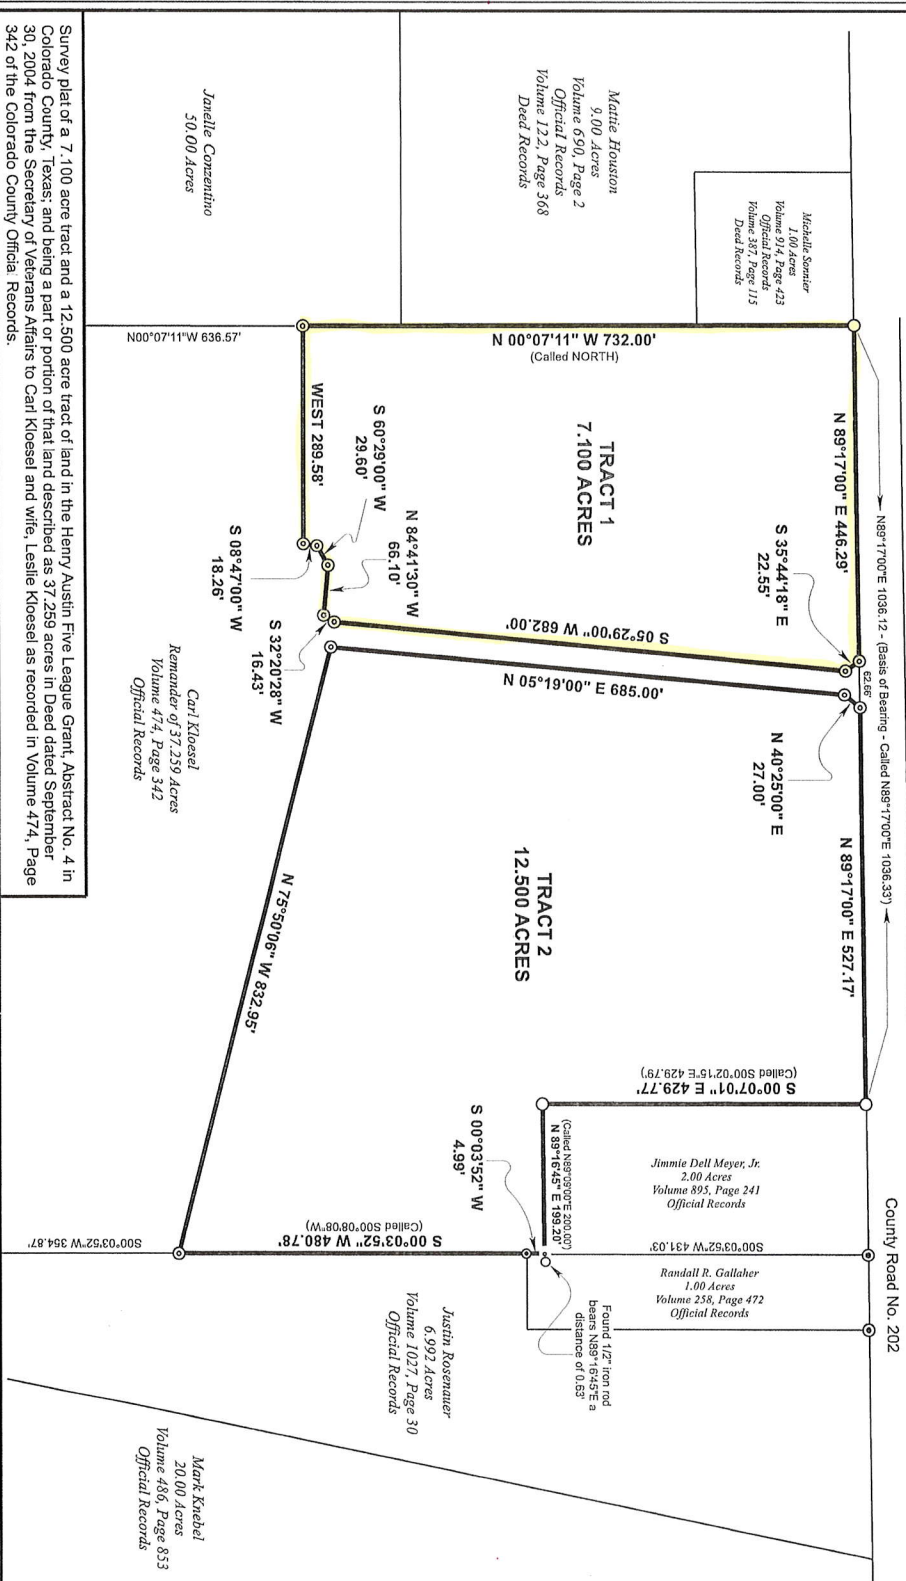 County Road No. 202
N89°17'00"E 1036.12 - (Basis of Bearing - Called N89°17'00"E 1036.33')
Michelle Sonnier
1.00 Acres
Volume 914, Page 423
Official Records
Volume 387, Page 115
Deed Records
Mattie Houston
9.00 Acres
Volume 690, Page 2
Official Records
Volume 122, Page 368
Deed Records
Janelle Conzentino
50.00 Acres
N 89°17'00" E 446.29'
62.66'
N 89°17'00" E 527.17'
S 35°44'18" E
22.55'
N 40°25'00" E
27.00'
N 00°07'11" W 732.00'
(Called NORTH)
TRACT 1
7.100 ACRES
S 05°29'00" W 682.00'
N 05°19'00" E 685.00'
TRACT 2
12.500 ACRES
S 00°07'01" E 429.77'
(Called S00°02'15"E 429.79')
Jimmie Dell Meyer, Jr.
2.00 Acres
Volume 895, Page 241
Official Records
S00°03'52"W 431.03'
Randall R. Gallaher
1.00 Acres
Volume 258, Page 472
Official Records
(Called N89°09'00"E 200.00')
N 89°16'45" E 199.20'
Found 1/2" iron rod
bears N89°16'45"E a
distance of 0.63'
S 00°03'52" W
4.99'
S 00°03'52" W 480.78'
(Called S00°08'08"W)
N00°07'11"W 636.57'
WEST 289.58'
S 60°29'00" W
29.60'
N 84°41'30" W
66.10'
S 08°47'00" W
18.26'
S 32°20'28" W
16.43'
N 75°50'06" W 832.95'
S00°03'52"W 354.87'
Carl Kloesel
Remander of 37.259 Acres
Volume 474, Page 342
Official Records
Justin Rosenauer
6.992 Acres
Volume 1027, Page 30
Official Records
Mark Knebel
20.00 Acres
Volume 486, Page 853
Official Records
Survey plat of a 7.100 acre tract and a 12.500 acre tract of land in the Henry Austin Five League Grant, Abstract No. 4 in
Colorado County, Texas; and being a part or portion of that land described as 37.259 acres in Deed dated September
30, 2004 from the Secretary of Veterans Affairs to Carl Kloesel and wife, Leslie Kloesel as recorded in Volume 474, Page
342 of the Colorado County Official Records.